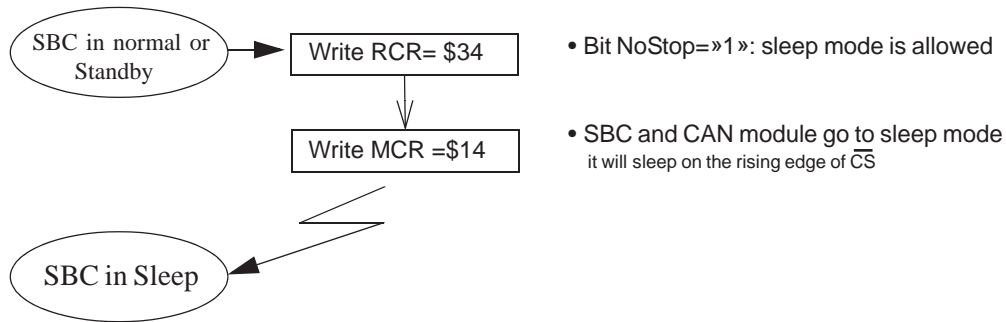 SBC in normal or
Standby
Write RCR= $34
• Bit NoStop=»1»: sleep mode is allowed
Write MCR =$14
• SBC and CAN module go to sleep mode
it will sleep on the rising edge of C̅S̅
SBC in Sleep